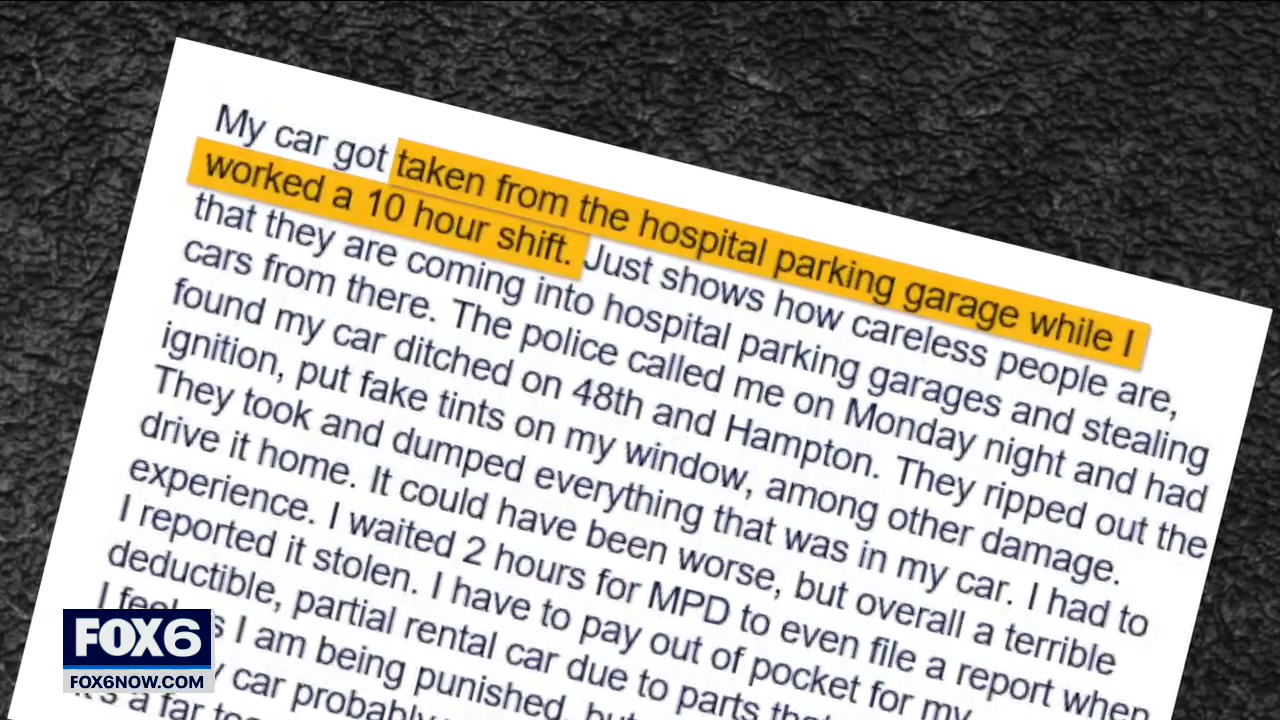 My car got taken from the hospital parking garage while I
worked a 10 hour shift. Just shows how careless people are,
that they are coming into hospital parking garages and stealing
cars from there. The police called me on Monday night and had
found my car ditched on 48th and Hampton. They ripped out the
ignition, put fake tints on my window, among other damage.
They took and dumped everything that was in my car. I had to
drive it home. It could have been worse, but overall a terrible
experience. I waited 2 hours for MPD to even file a report when
I reported it stolen. I have to pay out of pocket for my
deductible, partial rental car due to parts
I I am being punished,
car probably
It's a far
FOX6
FOX6NOW.COM